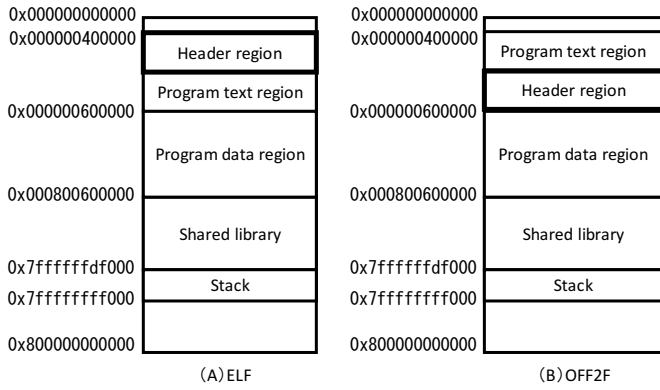 0x000000000000
0x000000400000
Header region
Program text region
0x000000600000
Program data region
0x000800600000
Shared library
0x7ffffffdf000
Stack
0x7ffffffff000
0x800000000000
(A)ELF
0x000000000000
0x000000400000
Program text region
Header region
0x000000600000
Program data region
0x000800600000
Shared library
0x7ffffffdf000
Stack
0x7ffffffff000
0x800000000000
(B)OFF2F